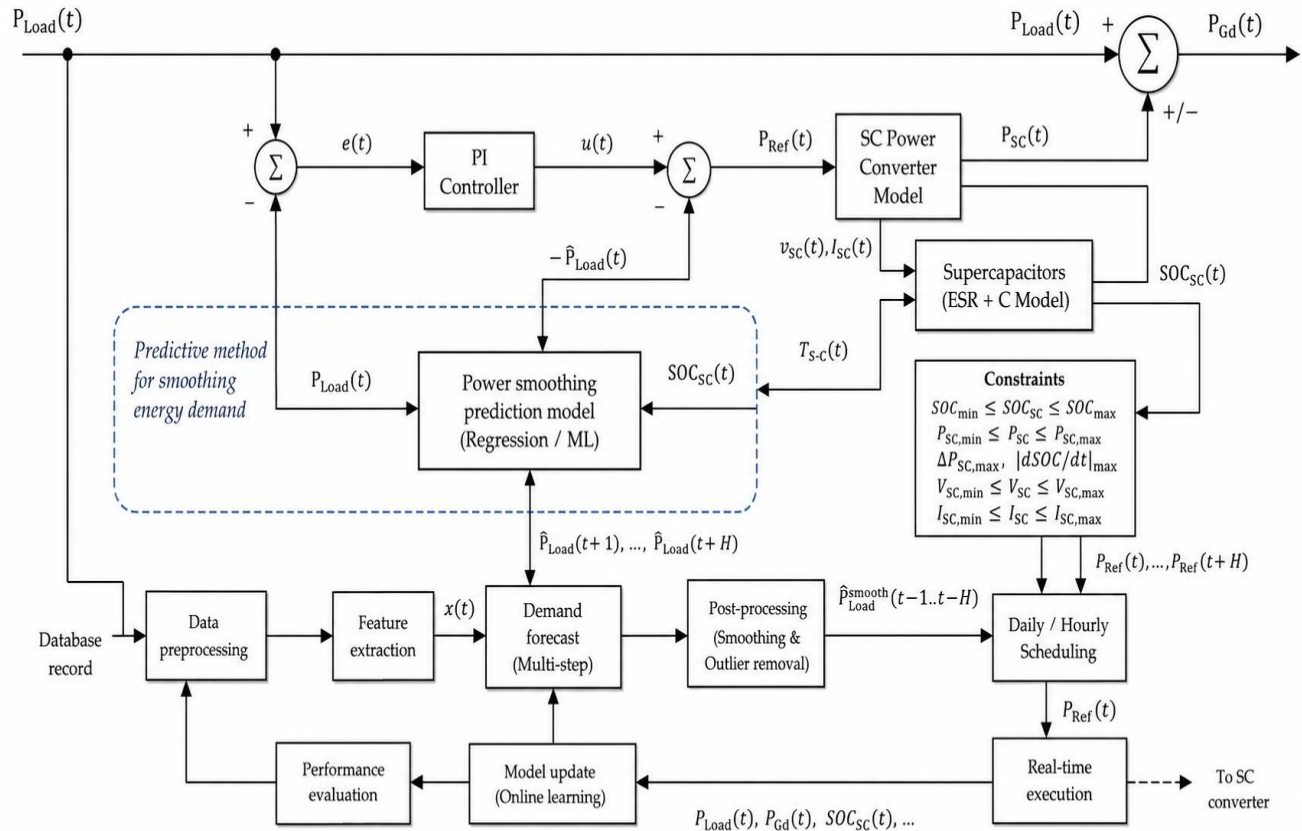 P_Load(t)
P_Load(t)
+
P_Gd(t)
Σ
+/−
+
Σ
−
e(t)
PI
Controller
u(t)
+
Σ
−
P_Ref(t)
SC Power
Converter
Model
P_SC(t)
v_SC(t), I_SC(t)
− P̂_Load(t)
Supercapacitors
(ESR + C Model)
SOC_SC(t)
Predictive method
for smoothing
energy demand
P_Load(t)
Power smoothing
prediction model
(Regression / ML)
SOC_SC(t)
T_S-C(t)
Constraints
SOC_min ≤ SOC_SC ≤ SOC_max
P_SC,min ≤ P_SC ≤ P_SC,max
ΔP_SC,max, |dSOC/dt|_max
V_SC,min ≤ V_SC ≤ V_SC,max
I_SC,min ≤ I_SC ≤ I_SC,max
P̂_Load(t+1), ..., P̂_Load(t+H)
P_Ref(t),...,P_Ref(t+H)
Database
record
Data
preprocessing
Feature
extraction
x(t)
Demand
forecast
(Multi-step)
Post-processing
(Smoothing &
Outlier removal)
P̂_Load^smooth(t−1..t−H)
Daily / Hourly
Scheduling
P_Ref(t)
Performance
evaluation
Model update
(Online learning)
Real-time
execution
To SC
converter
P_Load(t), P_Gd(t), SOC_SC(t), ...